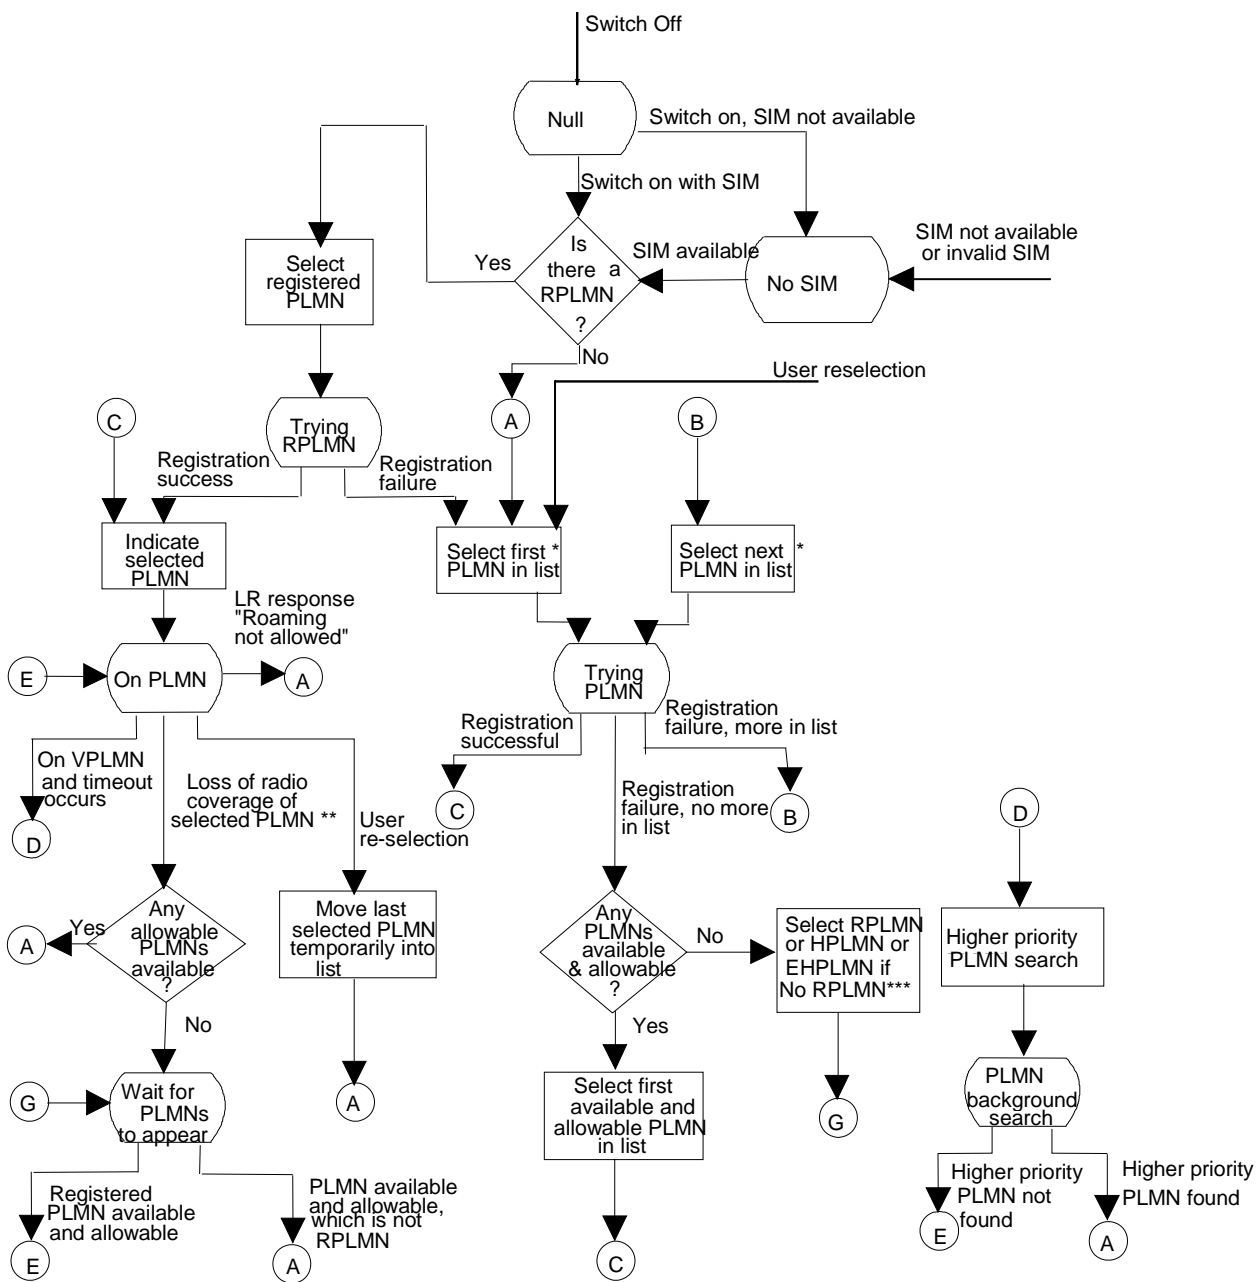 Switch Off
Null
Switch on, SIM not available
Switch on with SIM
SIM not available
or invalid SIM
Is
there a
RPLMN
?
SIM available
No SIM
Yes
Select
registered
PLMN
No
User reselection
C
Trying
RPLMN
A
B
Registration
success
Registration
failure
Indicate
selected
PLMN
Select first *
PLMN in list
Select next *
PLMN in list
LR response
"Roaming
not allowed"
E
On PLMN
A
Trying
PLMN
Registration
successful
Registration
failure, more in list
On VPLMN
and timeout
occurs
Loss of radio
coverage of
selected PLMN **
User
re-selection
Registration
failure, no more
in list
D
C
B
D
Any
allowable
PLMNs
available
?
Yes
A
Move last
selected PLMN
temporarily into
list
Any
PLMNs
available
& allowable
?
No
Select RPLMN
or HPLMN or
EHPLMN if
No RPLMN***
Higher priority
PLMN search
No
Yes
G
Wait for
PLMNs
to appear
A
Select first
available and
allowable PLMN
in list
G
PLMN
background
search
Registered
PLMN available
and allowable
PLMN available
and allowable,
which is not
RPLMN
Higher priority
PLMN not
found
Higher priority
PLMN found
E
A
C
E
A